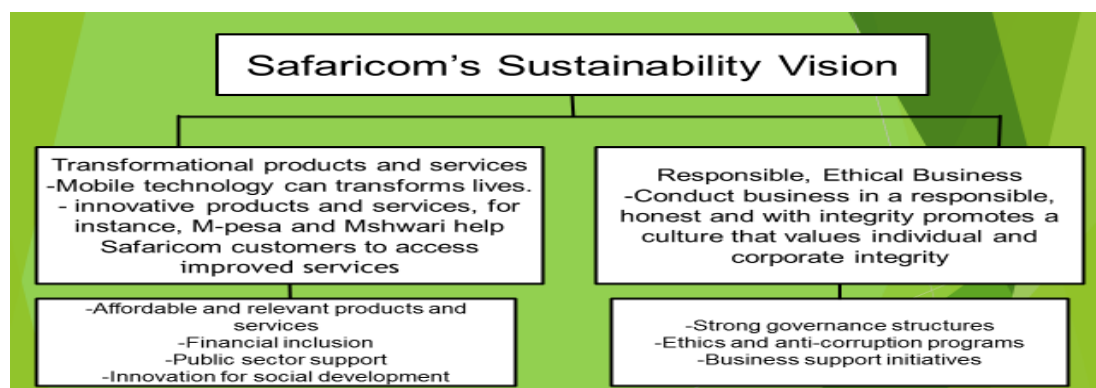 Safaricom's Sustainability Vision
Transformational products and services
-Mobile technology can transforms lives.
- innovative products and services, for
instance, M-pesa and Mshwari help
Safaricom customers to access
improved services
Responsible, Ethical Business
-Conduct business in a responsible,
honest and with integrity promotes a
culture that values individual and
corporate integrity
-Affordable and relevant products and
services
-Financial inclusion
-Public sector support
-Innovation for social development
-Strong governance structures
-Ethics and anti-corruption programs
-Business support initiatives